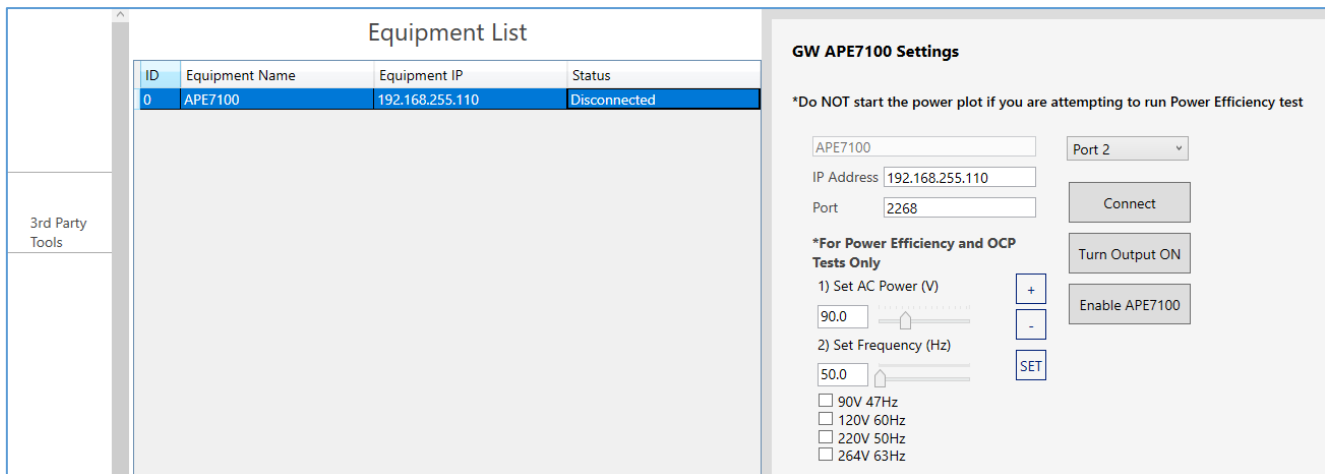 Equipment List
ID Equipment Name Equipment IP Status
0 APE7100 192.168.255.110 Disconnected
3rd Party
Tools
GW APE7100 Settings
*Do NOT start the power plot if you are attempting to run Power Efficiency test
APE7100
Port 2
IP Address 192.168.255.110
Port 2268
Connect
*For Power Efficiency and OCP
Tests Only
Turn Output ON
1) Set AC Power (V)
+
90.0
Enable APE7100
-
2) Set Frequency (Hz)
SET
50.0
90V 47Hz
120V 60Hz
220V 50Hz
264V 63Hz